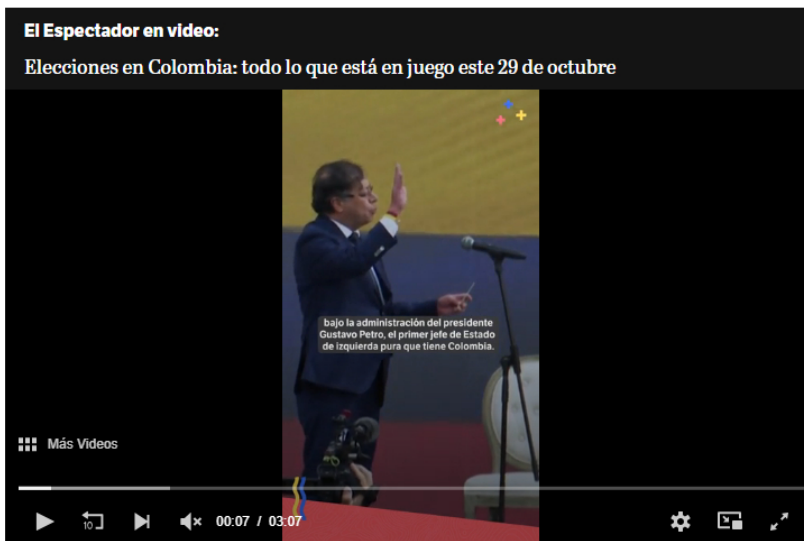 El Espectador en video:
Elecciones en Colombia: todo lo que está en juego este 29 de octubre
bajo la administración del presidente
Gustavo Petro, el primer jefe de Estado
de izquierda pura que tiene Colombia.
Más Videos
10
00:07 / 03:07